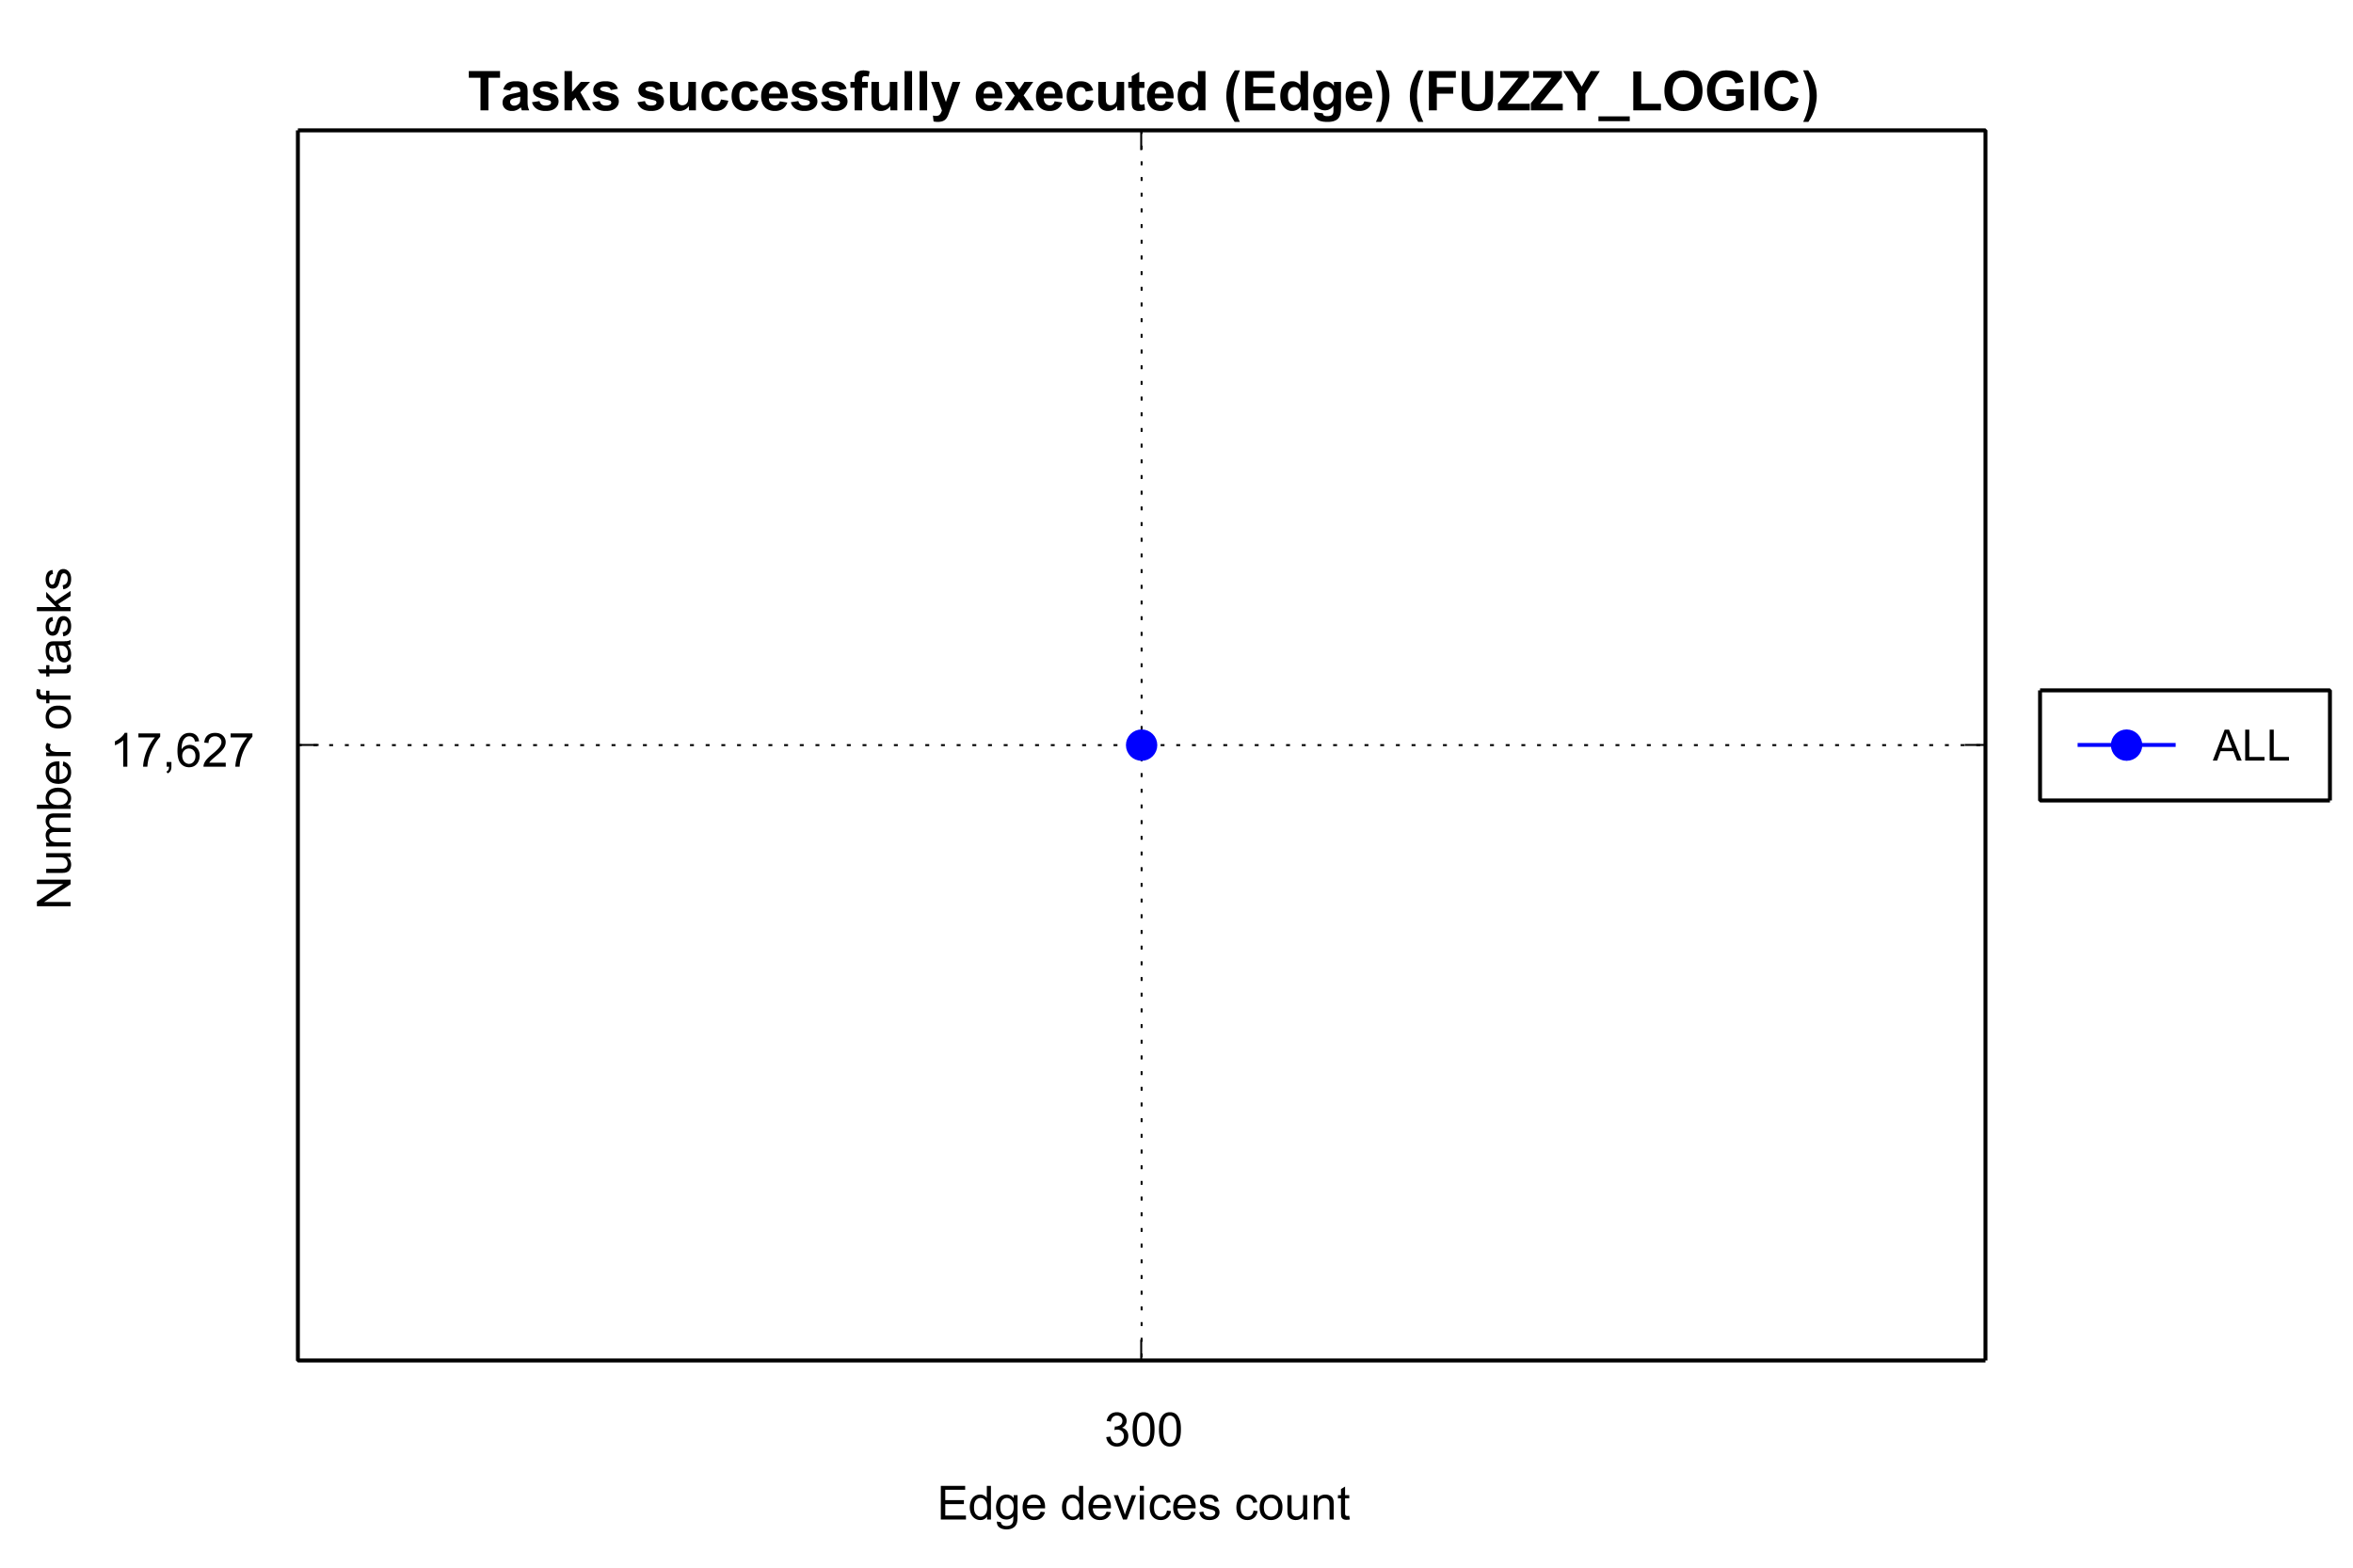 Tasks successfully executed (Edge)(FUZZY_LOGIC)
Number of tasks
17,627
ALL
300
Edge devices count